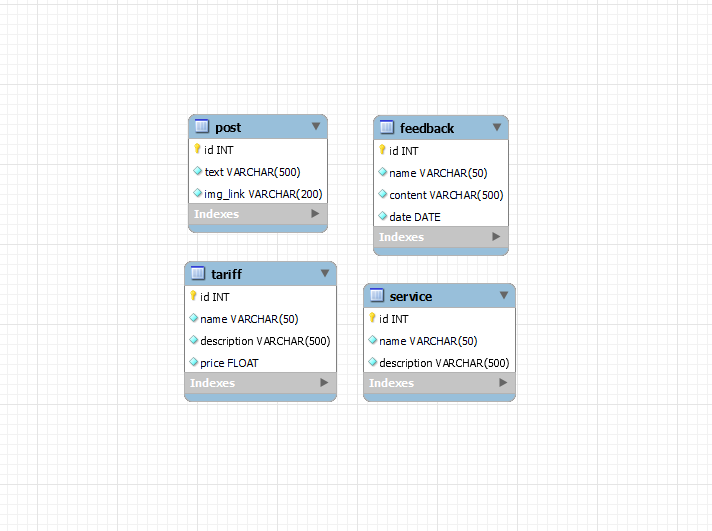 post
id INT
text VARCHAR(500)
img_link VARCHAR(200)
Indexes
feedback
id INT
name VARCHAR(50)
content VARCHAR(500)
date DATE
Indexes
tariff
id INT
name VARCHAR(50)
description VARCHAR(500)
price FLOAT
Indexes
service
id INT
name VARCHAR(50)
description VARCHAR(500)
Indexes